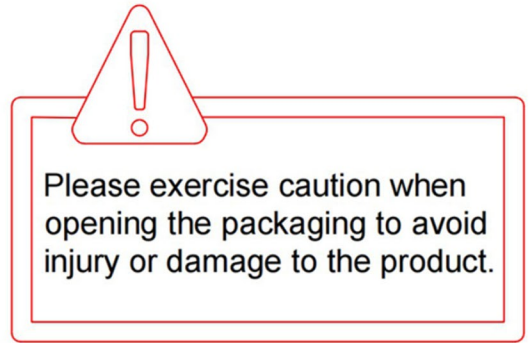 Please exercise caution when
opening the packaging to avoid
injury or damage to the product.